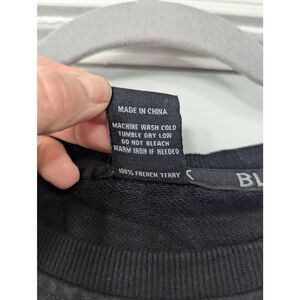 MADE IN CHINA
MACHINE WASH COLD
TUMBLE DRY LOW
DO NOT BLEACH
WARM IRON IF NEEDED
100% FRENCH TERRY
BL